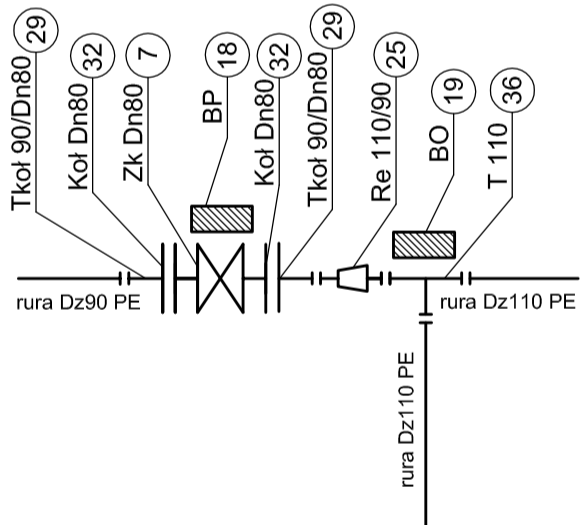 Tkoł 90/Dn80 29
Koł Dn80 32
Zk Dn80 7
BP 18
Koł Dn80 32
Tkoł 90/Dn80 29
Re 110/90 25
BO 19
T 110 36
rura Dz90 PE
rura Dz110 PE
rura Dz110 PE